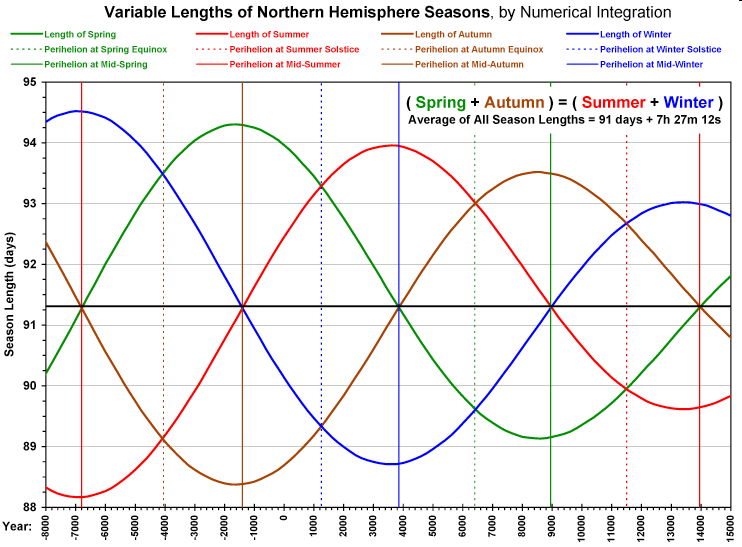 Variable Lengths of Northern Hemisphere Seasons, by Numerical Integration
Length of Spring Length of Summer Length of Autumn Length of Winter
Perihelion at Spring Equinox Perihelion at Summer Solstice Perihelion at Autumn Equinox Perihelion at Winter Solstice
Perihelion at Mid-Spring Perihelion at Mid-Summer Perihelion at Mid-Autumn Perihelion at Mid-Winter
95
( Spring + Autumn ) = ( Summer + Winter )
Average of All Season Lengths = 91 days + 7h 27m 12s
94
93
92
Season Length (days)
91
90
89
88
Year: -8000 -7000 -6000 -5000 -4000 -3000 -2000 -1000 0 1000 2000 3000 4000 5000 6000 7000 8000 9000 10000 11000 12000 13000 14000 15000